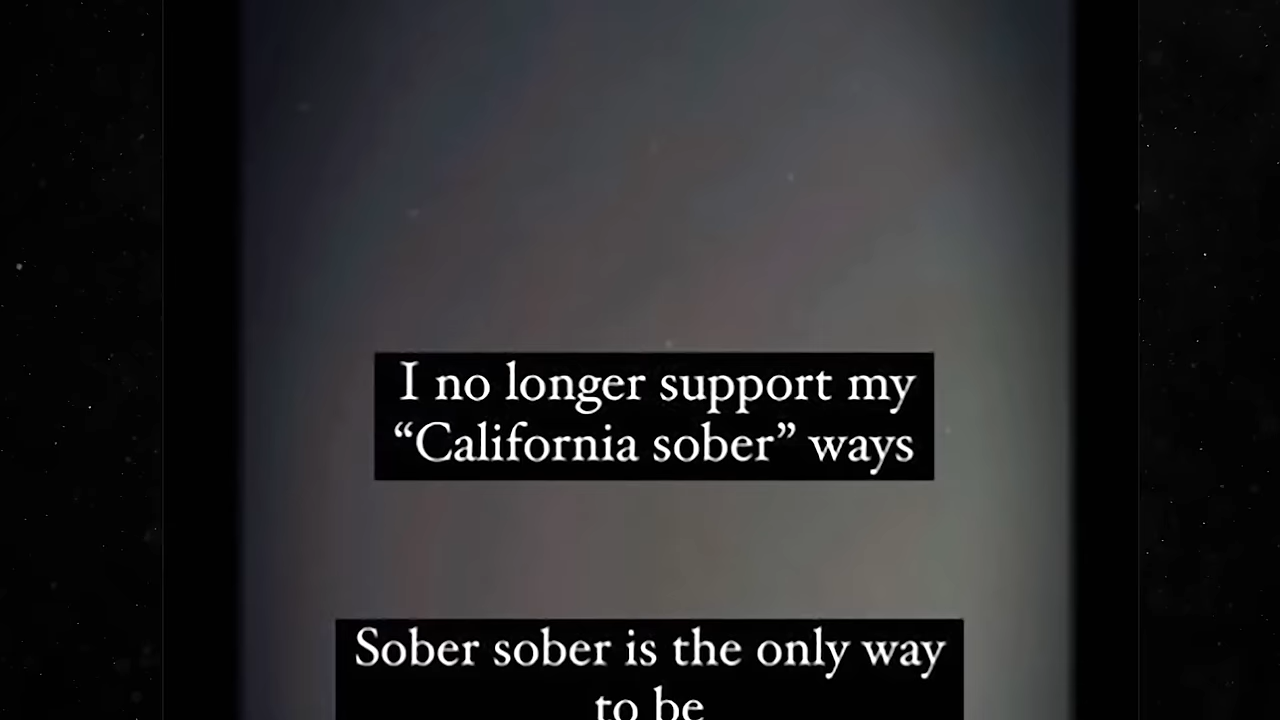 I no longer support my
“California sober” ways
Sober sober is the only way
to be